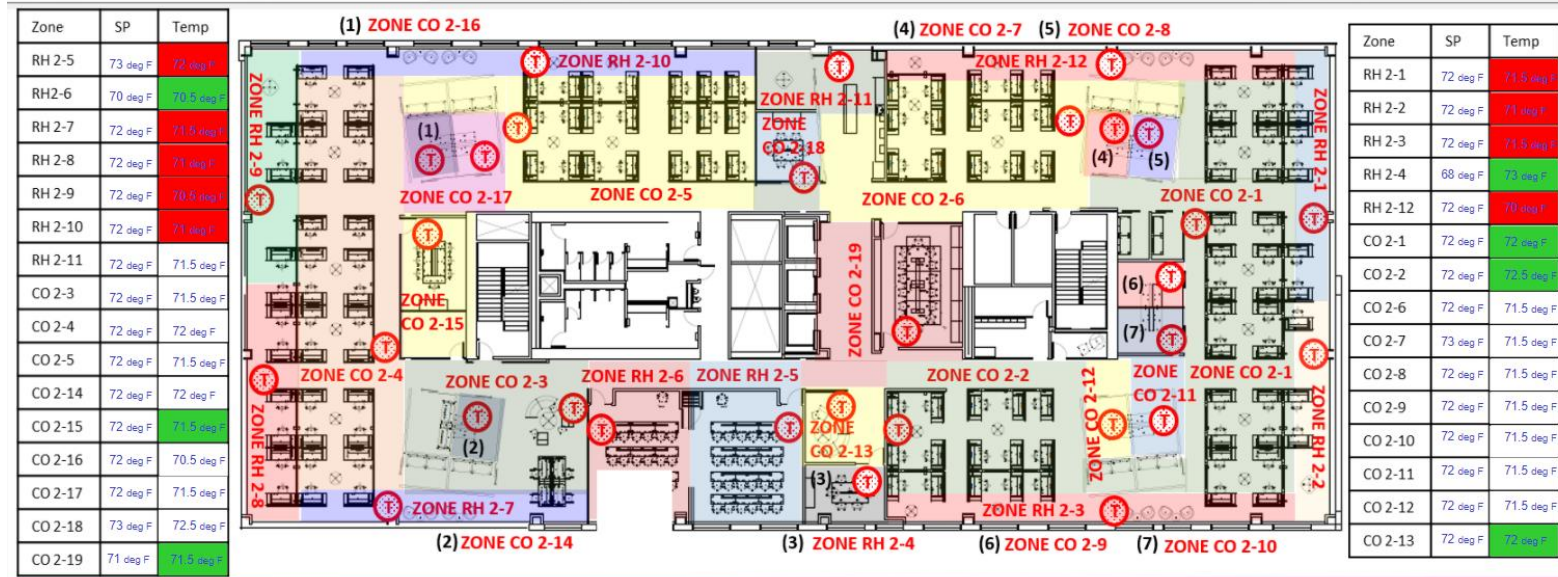 Zone SP Temp
RH 2-5 73 deg F 72 deg F
RH2-6 70 deg F 70.5 deg F
RH 2-7 72 deg F 71.5 deg F
RH 2-8 72 deg F 71 deg F
RH 2-9 72 deg F 70.5 deg F
RH 2-10 72 deg F 71 deg F
RH 2-11 72 deg F 71.5 deg F
CO 2-3 72 deg F 71.5 deg F
CO 2-4 72 deg F 72 deg F
CO 2-5 72 deg F 71.5 deg F
CO 2-14 72 deg F 72 deg F
CO 2-15 72 deg F 71.5 deg F
CO 2-16 72 deg F 70.5 deg F
CO 2-17 72 deg F 71.5 deg F
CO 2-18 73 deg F 72.5 deg F
CO 2-19 71 deg F 71.5 deg F
(1) ZONE CO 2-16
(4) ZONE CO 2-7 (5) ZONE CO 2-8
T ZONE RH 2-10
T
ZONE RH 2-12 T
ZONE RH 2-9
ZONE RH 2-11
ZONE RH 2-1
(1)
T
T
T
ZONE
CO 2-18
T
T
T
T
(4)
(5)
T
ZONE CO 2-17
ZONE CO 2-5
ZONE CO 2-6
ZONE CO 2-1
T
T
T
T
ZONE
CO 2-15
ZONE CO 2-19
T
(6)
T
(7)
T
T
T
ZONE CO 2-4
ZONE CO 2-3
ZONE RH 2-6
ZONE RH 2-5
ZONE CO 2-2
ZONE CO 2-12
ZONE
CO 2-11
ZONE CO 2-1
T
ZONE RH 2-8
T
(2)
T
T
T
T
ZONE
CO 2-13
T
T
T
ZONE RH 2-2
(3)
T
T ZONE RH 2-7
ZONE RH 2-3 T
(2) ZONE CO 2-14
(3) ZONE RH 2-4
(6) ZONE CO 2-9
(7) ZONE CO 2-10
Zone SP Temp
RH 2-1 72 deg F 71.5 deg F
RH 2-2 72 deg F 71 deg F
RH 2-3 72 deg F 71.5 deg F
RH 2-4 68 deg F 73 deg F
RH 2-12 72 deg F 70 deg F
CO 2-1 72 deg F 72 deg F
CO 2-2 72 deg F 72.5 deg F
CO 2-6 72 deg F 71.5 deg F
CO 2-7 73 deg F 71.5 deg F
CO 2-8 72 deg F 71.5 deg F
CO 2-9 72 deg F 71.5 deg F
CO 2-10 72 deg F 71.5 deg F
CO 2-11 72 deg F 71.5 deg F
CO 2-12 72 deg F 71.5 deg F
CO 2-13 72 deg F 72 deg F